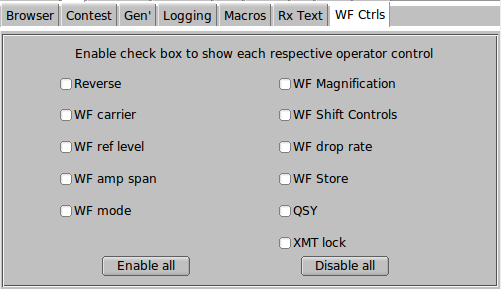 Browser Contest Gen' Logging Macros Rx Text WF Ctrls
Enable check box to show each respective operator control
Reverse WF Magnification
WF carrier WF Shift Controls
WF ref level WF drop rate
WF amp span WF Store
WF mode QSY
XMT lock
Enable all Disable all